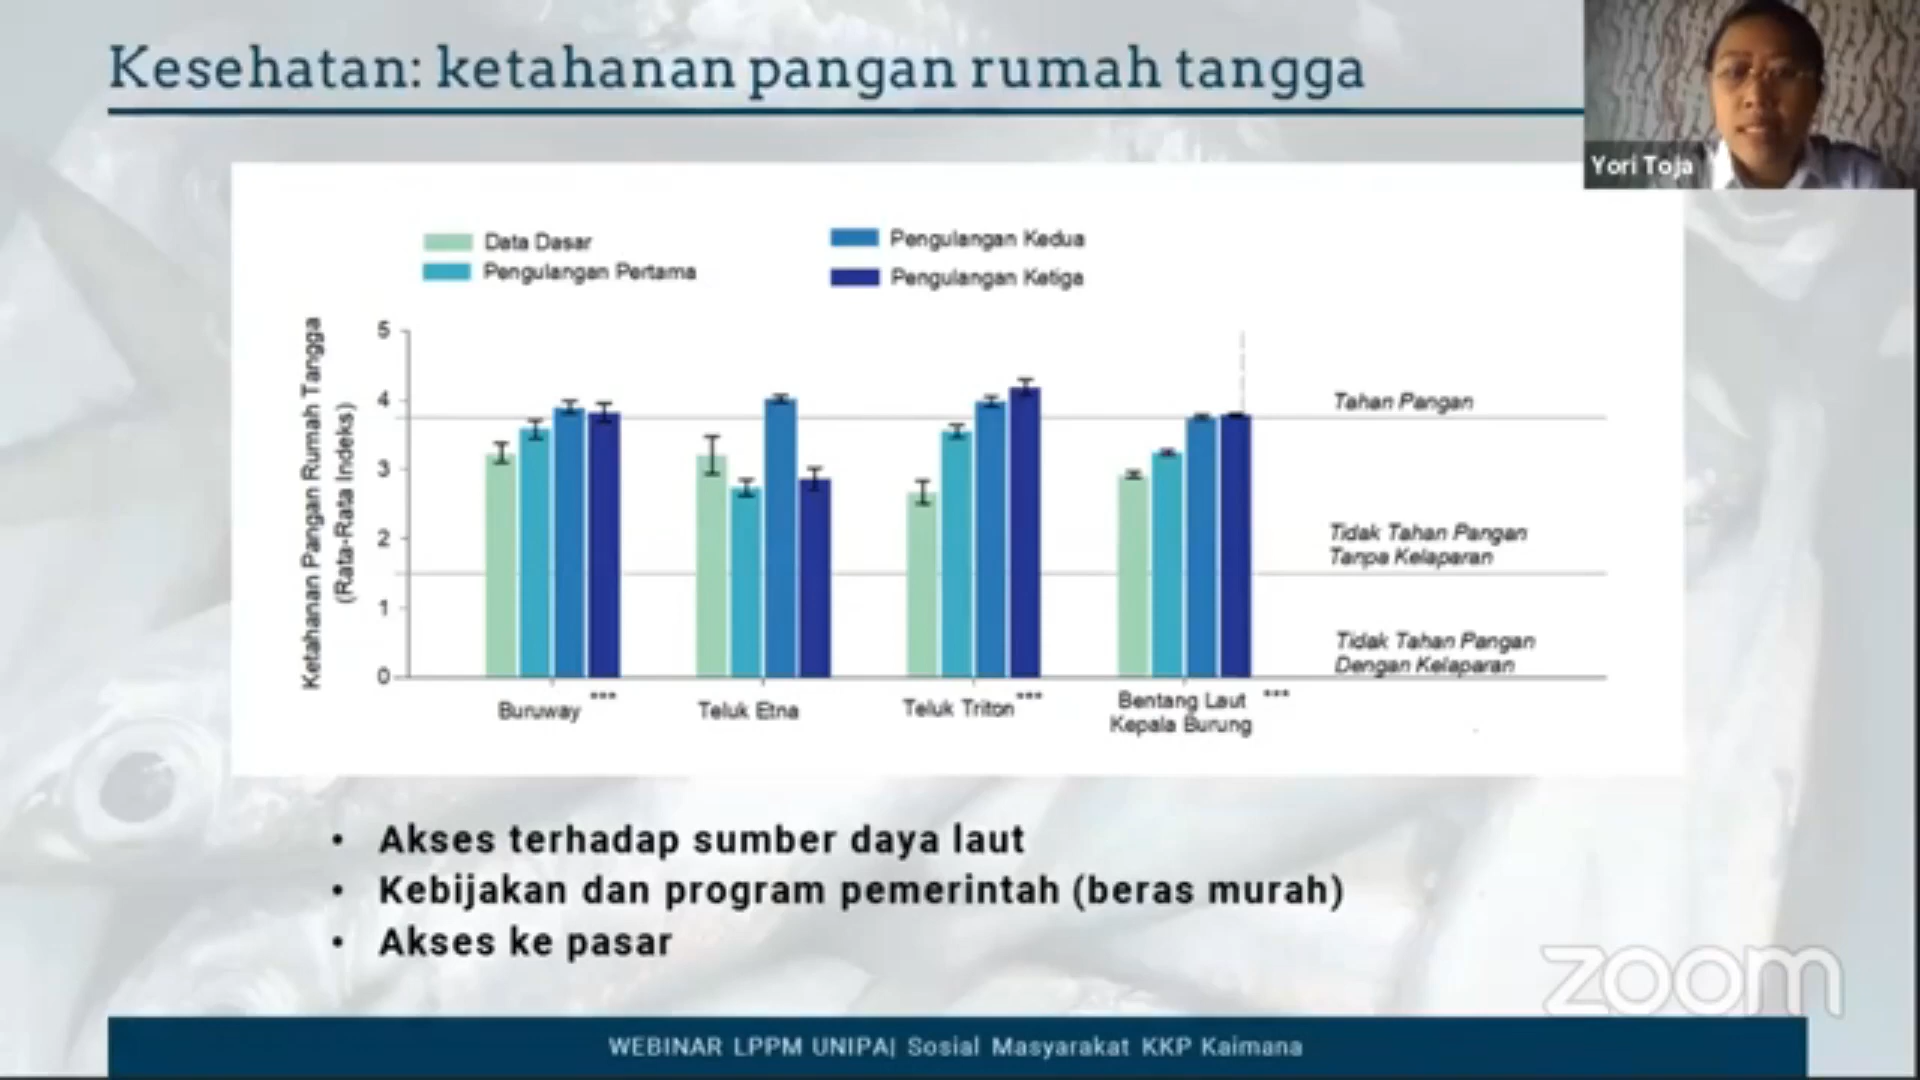 Kesehatan: ketahanan pangan rumah tangga
Yori Toja
Data Dasar
Pengulangan Pertama
Pengulangan Kedua
Pengulangan Ketiga
Ketahanan Pangan Rumah Tangga
(Rata-Rata Indeks)
5
4
3
2
1
0
Tahan Pangan
Tidak Tahan Pangan
Tanpa Kelaparan
Tidak Tahan Pangan
Dengan Kelaparan
Buruway ***
Teluk Etna
Teluk Triton ***
Bentang Laut ***
Kepala Burung
• Akses terhadap sumber daya laut
• Kebijakan dan program pemerintah (beras murah)
• Akses ke pasar
zoom
WEBINAR LPPM UNIPA| Sosial Masyarakat KKP Kaimana